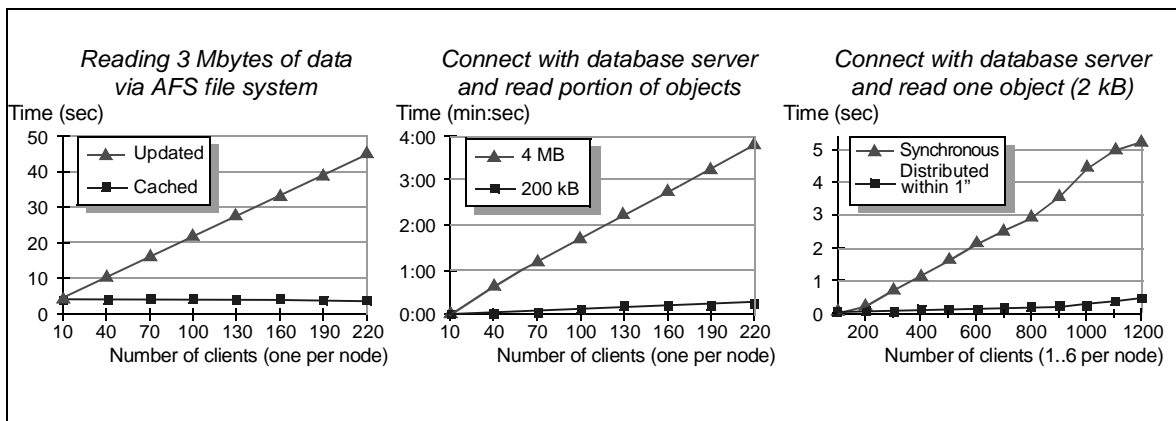 Reading 3 Mbytes of data
via AFS file system
Time (sec)
50
40
30
20
10
0
Updated
Cached
10 40 70 100 130 160 190 220
Number of clients (one per node)
Connect with database server
and read portion of objects
Time (min:sec)
4:00
3:00
2:00
1:00
0:00
4 MB
200 kB
10 40 70 100 130 160 190 220
Number of clients (one per node)
Connect with database server
and read one object (2 kB)
Time (sec)
5
4
3
2
1
0
Synchronous
Distributed
within 1”
200 400 600 800 1000 1200
Number of clients (1..6 per node)